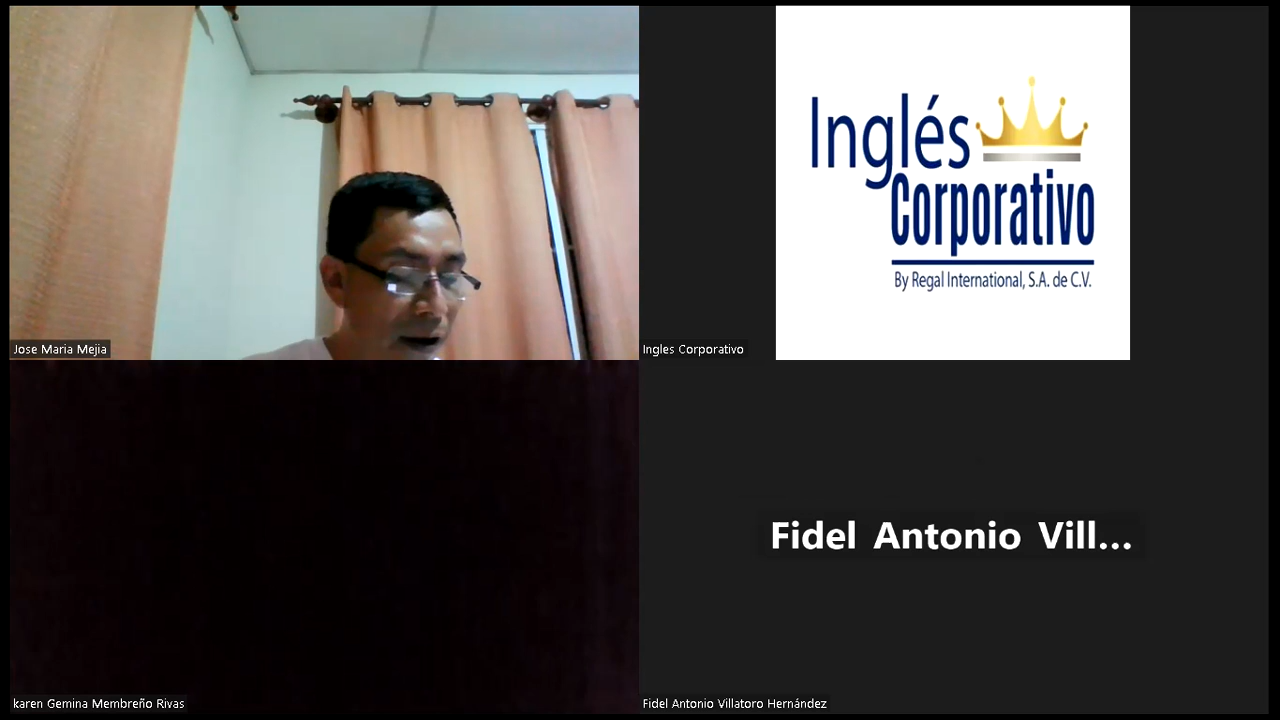 Inglés
Corporativo
By Regal International, S.A. de C.V.
Jose Maria Mejia
Ingles Corporativo
Fidel Antonio Vill...
karen Gemina Membreño Rivas
Fidel Antonio Villatoro Hernández